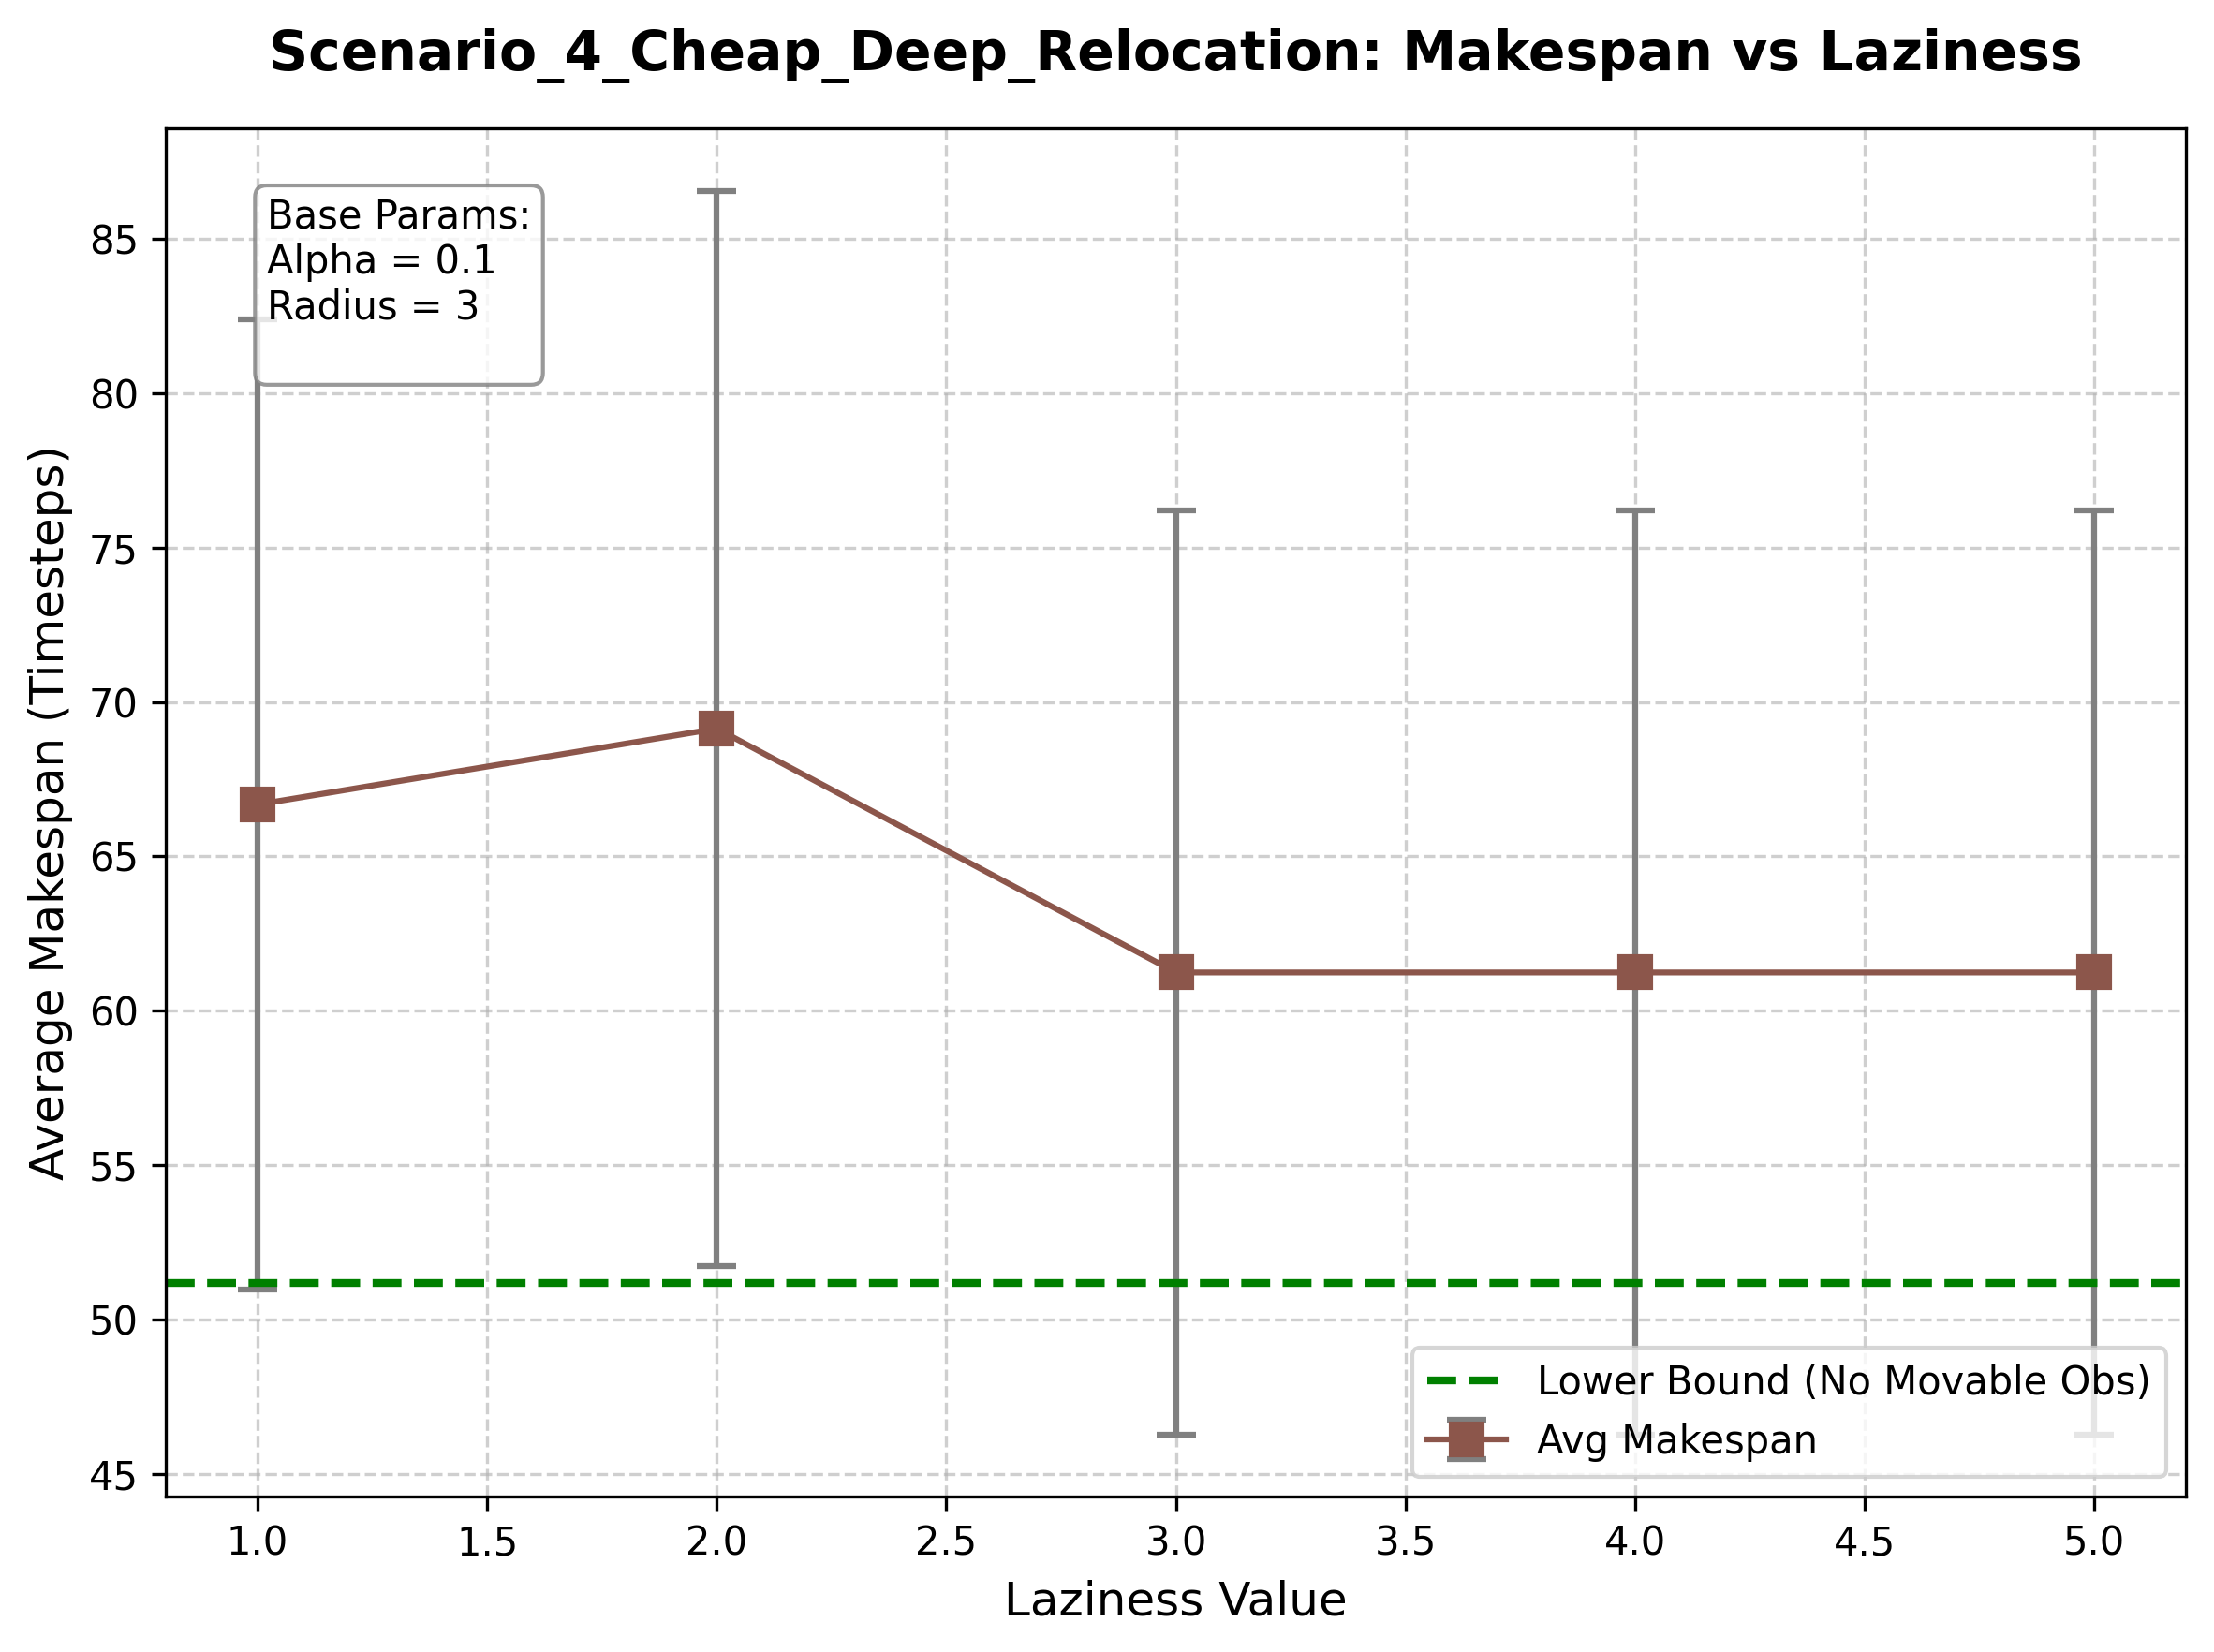 Scenario_4_Cheap_Deep_Relocation: Makespan vs Laziness
Base Params:
Alpha = 0.1
Radius = 3
Average Makespan (Timesteps)
85
80
75
70
65
60
55
50
45
Lower Bound (No Movable Obs)
Avg Makespan
1.0 1.5 2.0 2.5 3.0 3.5 4.0 4.5 5.0
Laziness Value